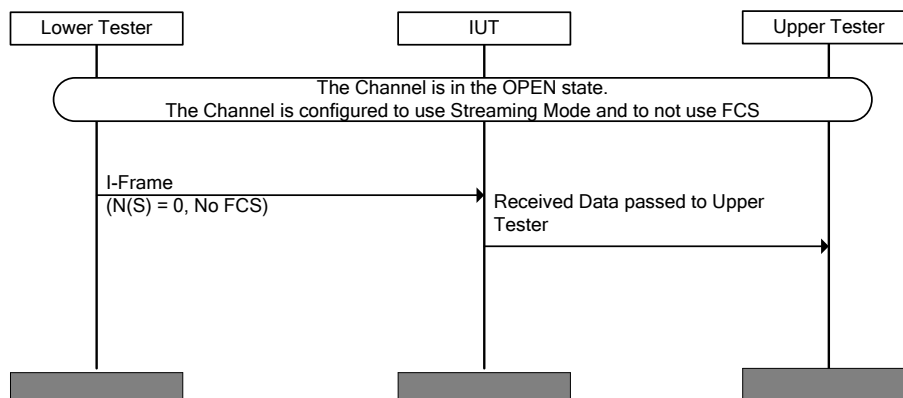 Lower Tester
IUT
Upper Tester
The Channel is in the OPEN state.
The Channel is configured to use Streaming Mode and to not use FCS
I-Frame
(N(S) = 0, No FCS)
Received Data passed to Upper
Tester